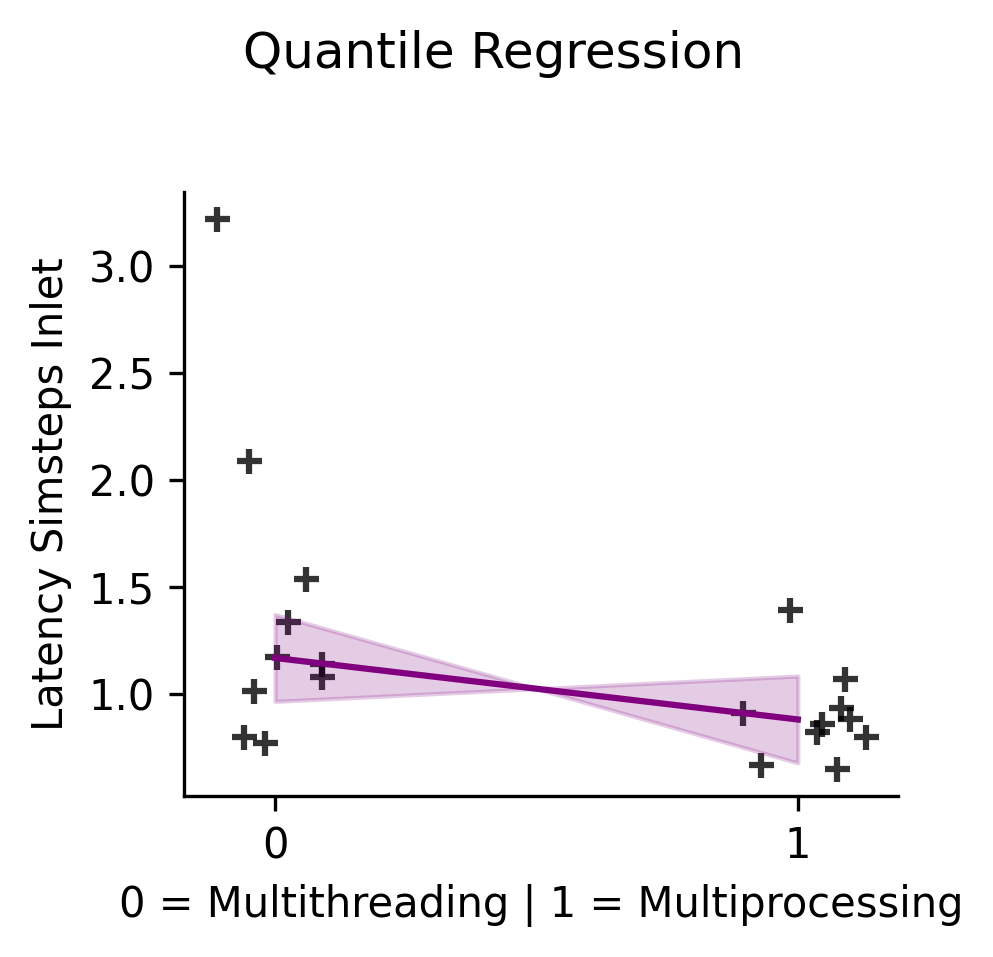 Quantile Regression
Latency Simsteps Inlet
3.0
2.5
2.0
1.5
1.0
0
1
0 = Multithreading | 1 = Multiprocessing